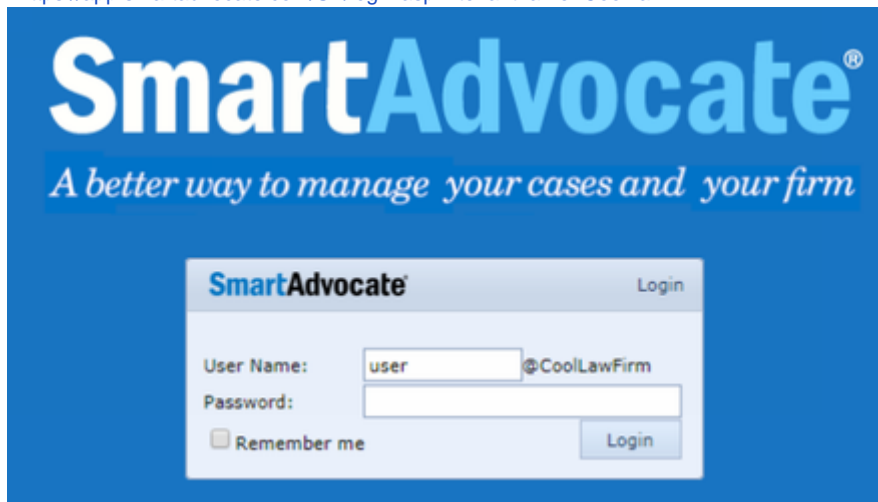 SmartAdvocate®
A better way to manage your cases and your firm
SmartAdvocate Login
User Name: user @CoolLawFirm
Password:
Remember me Login